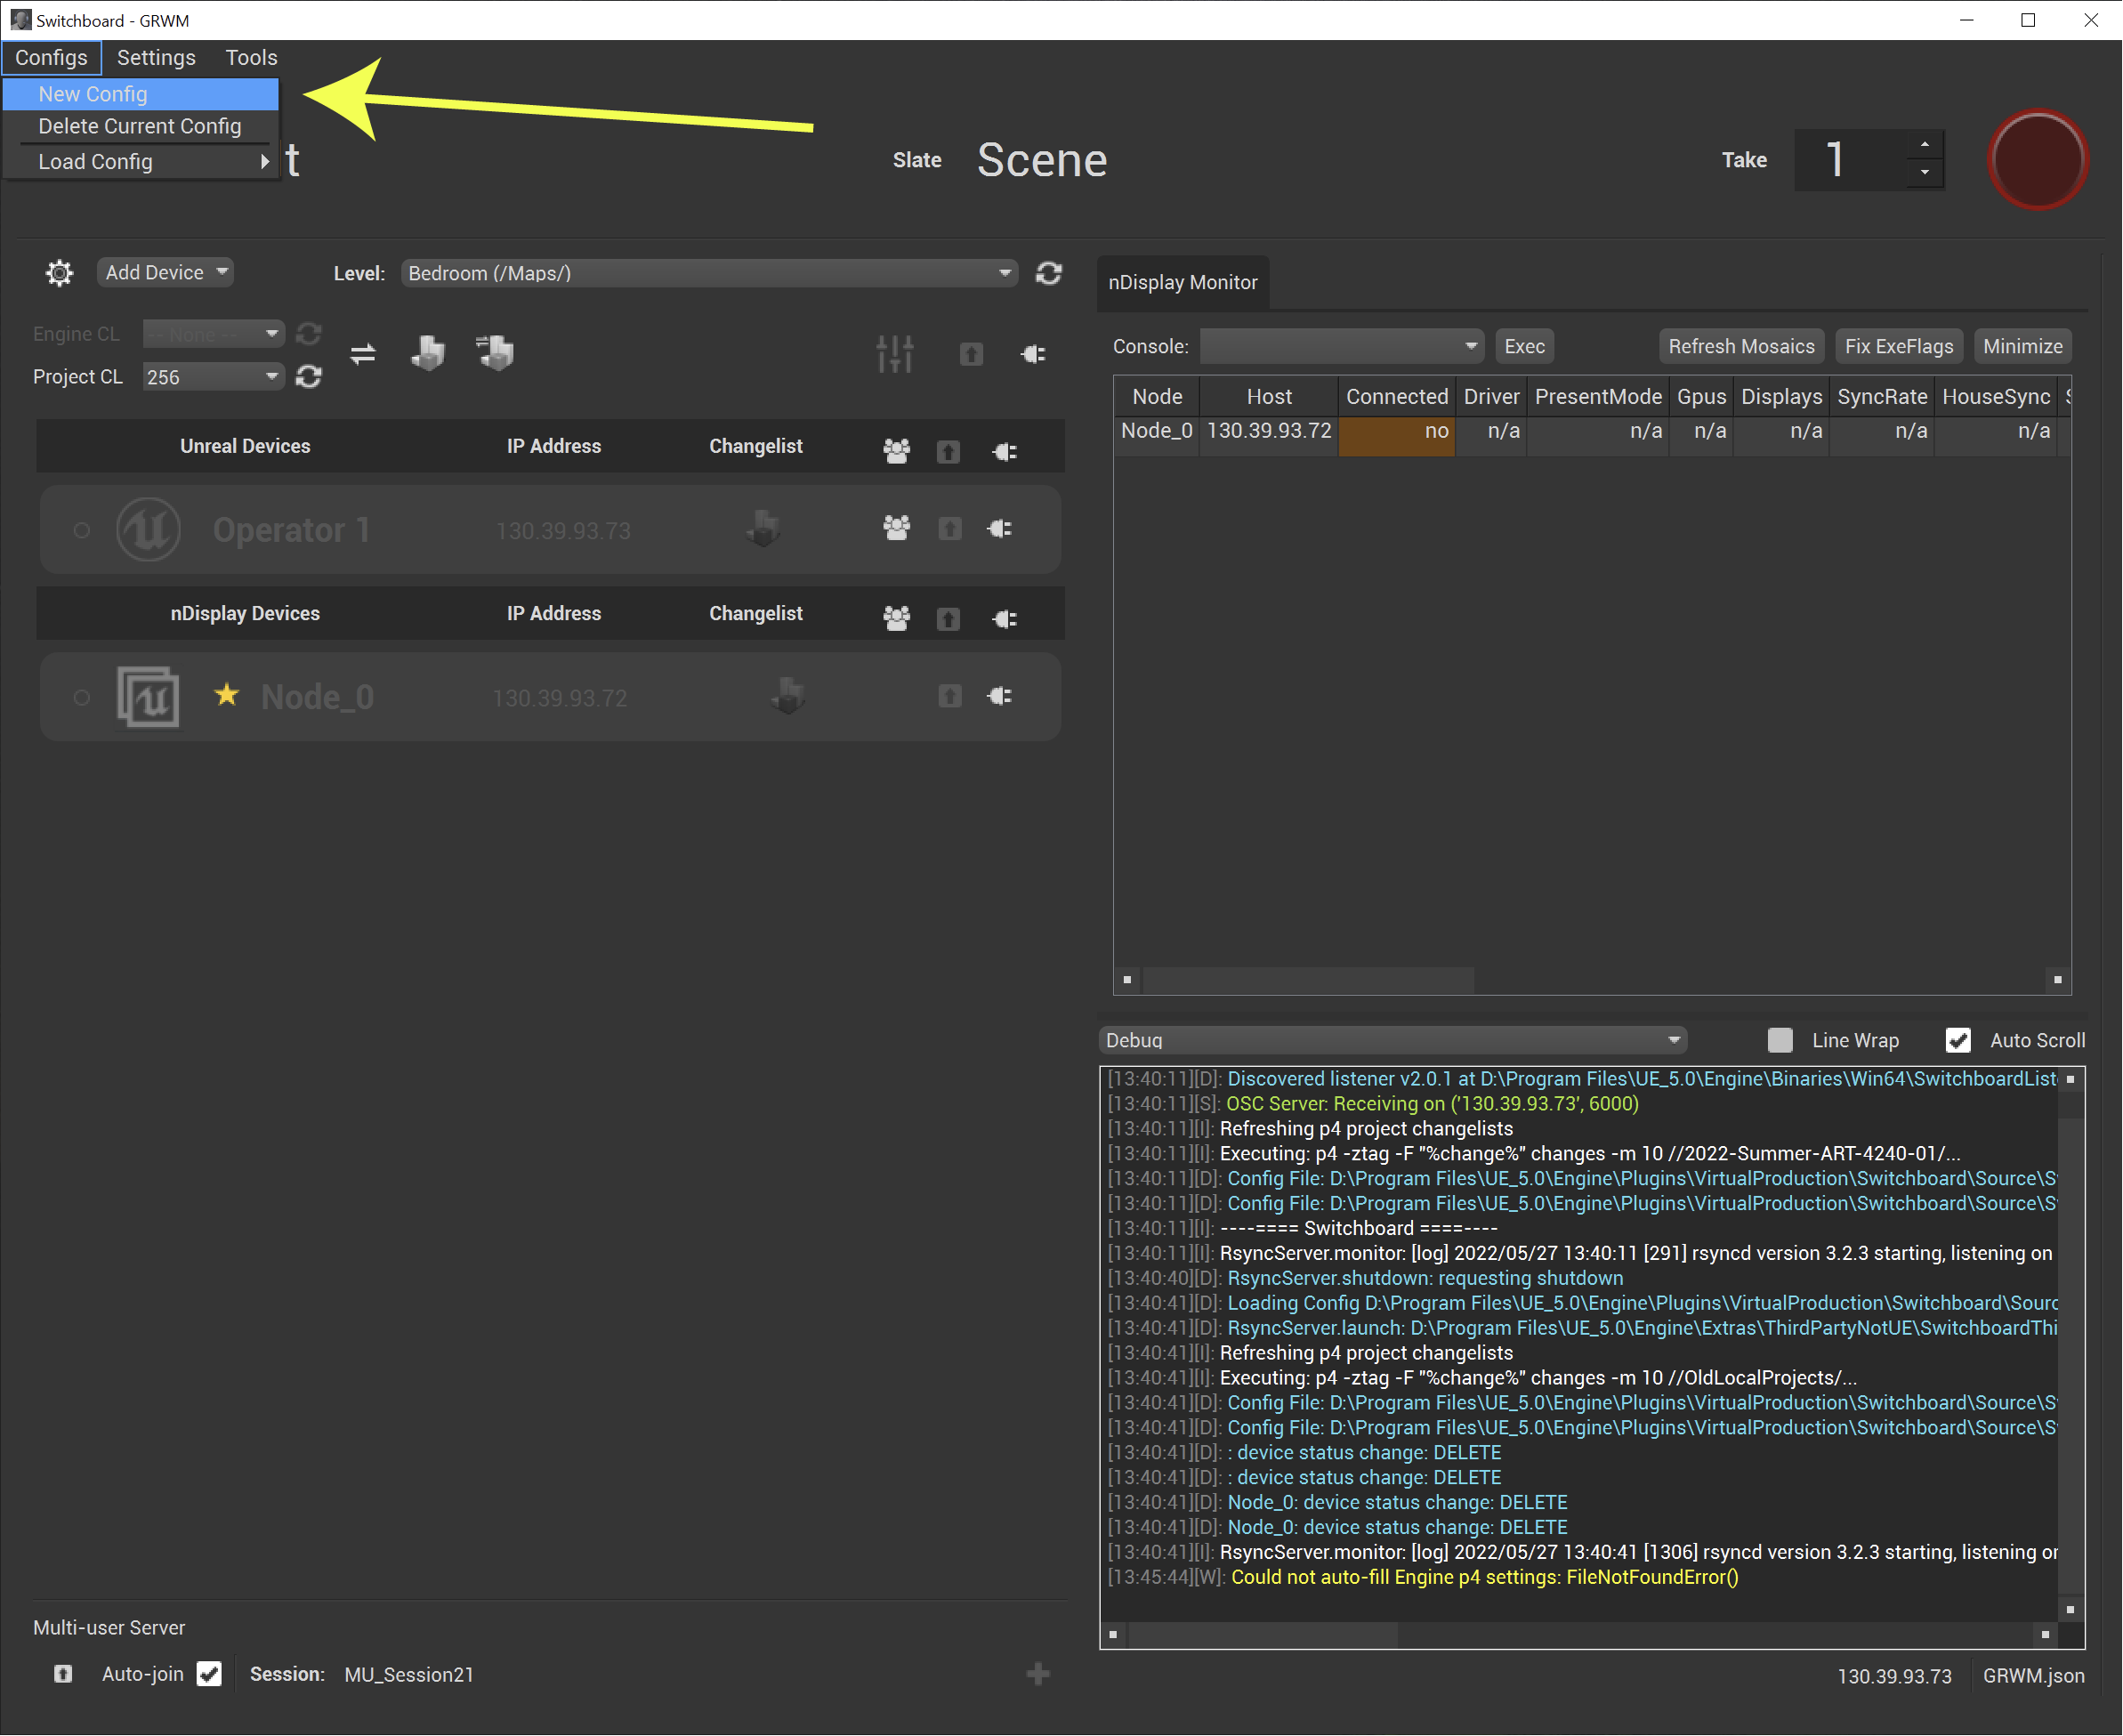 Switchboard - GRWM
Configs Settings Tools
New Config
Delete Current Config
Load Config
t
Slate Scene
Take 1
Add Device
Level: Bedroom (/Maps/)
Engine CL -- None --
Project CL 256
Unreal Devices IP Address Changelist
Operator 1 130.39.93.73
nDisplay Devices IP Address Changelist
Node_0 130.39.93.72
Multi-user Server
Auto-join Session: MU_Session21
nDisplay Monitor
Console: Exec Refresh Mosaics Fix ExeFlags Minimize
Node Host Connected Driver PresentMode Gpus Displays SyncRate HouseSync
Node_0 130.39.93.72 no n/a n/a n/a n/a n/a n/a
Debug Line Wrap Auto Scroll
[13:40:11][D]: Discovered listener v2.0.1 at D:\Program Files\UE_5.0\Engine\Binaries\Win64\SwitchboardListe
[13:40:11][S]: OSC Server: Receiving on ('130.39.93.73', 6000)
[13:40:11][I]: Refreshing p4 project changelists
[13:40:11][I]: Executing: p4 -ztag -F "%change%" changes -m 10 //2022-Summer-ART-4240-01/...
[13:40:11][D]: Config File: D:\Program Files\UE_5.0\Engine\Plugins\VirtualProduction\Switchboard\Source\S
[13:40:11][D]: Config File: D:\Program Files\UE_5.0\Engine\Plugins\VirtualProduction\Switchboard\Source\S
[13:40:11][I]: ----==== Switchboard ====----
[13:40:11][I]: RsyncServer.monitor: [log] 2022/05/27 13:40:11 [291] rsyncd version 3.2.3 starting, listening on
[13:40:40][D]: RsyncServer.shutdown: requesting shutdown
[13:40:41][D]: Loading Config D:\Program Files\UE_5.0\Engine\Plugins\VirtualProduction\Switchboard\Sourc
[13:40:41][D]: RsyncServer.launch: D:\Program Files\UE_5.0\Engine\Extras\ThirdPartyNotUE\SwitchboardThi
[13:40:41][I]: Refreshing p4 project changelists
[13:40:41][I]: Executing: p4 -ztag -F "%change%" changes -m 10 //OldLocalProjects/...
[13:40:41][D]: Config File: D:\Program Files\UE_5.0\Engine\Plugins\VirtualProduction\Switchboard\Source\S
[13:40:41][D]: Config File: D:\Program Files\UE_5.0\Engine\Plugins\VirtualProduction\Switchboard\Source\S
[13:40:41][D]: : device status change: DELETE
[13:40:41][D]: : device status change: DELETE
[13:40:41][D]: Node_0: device status change: DELETE
[13:40:41][D]: Node_0: device status change: DELETE
[13:40:41][I]: RsyncServer.monitor: [log] 2022/05/27 13:40:41 [1306] rsyncd version 3.2.3 starting, listening or
[13:45:44][W]: Could not auto-fill Engine p4 settings: FileNotFoundError()
130.39.93.73 GRWM.json